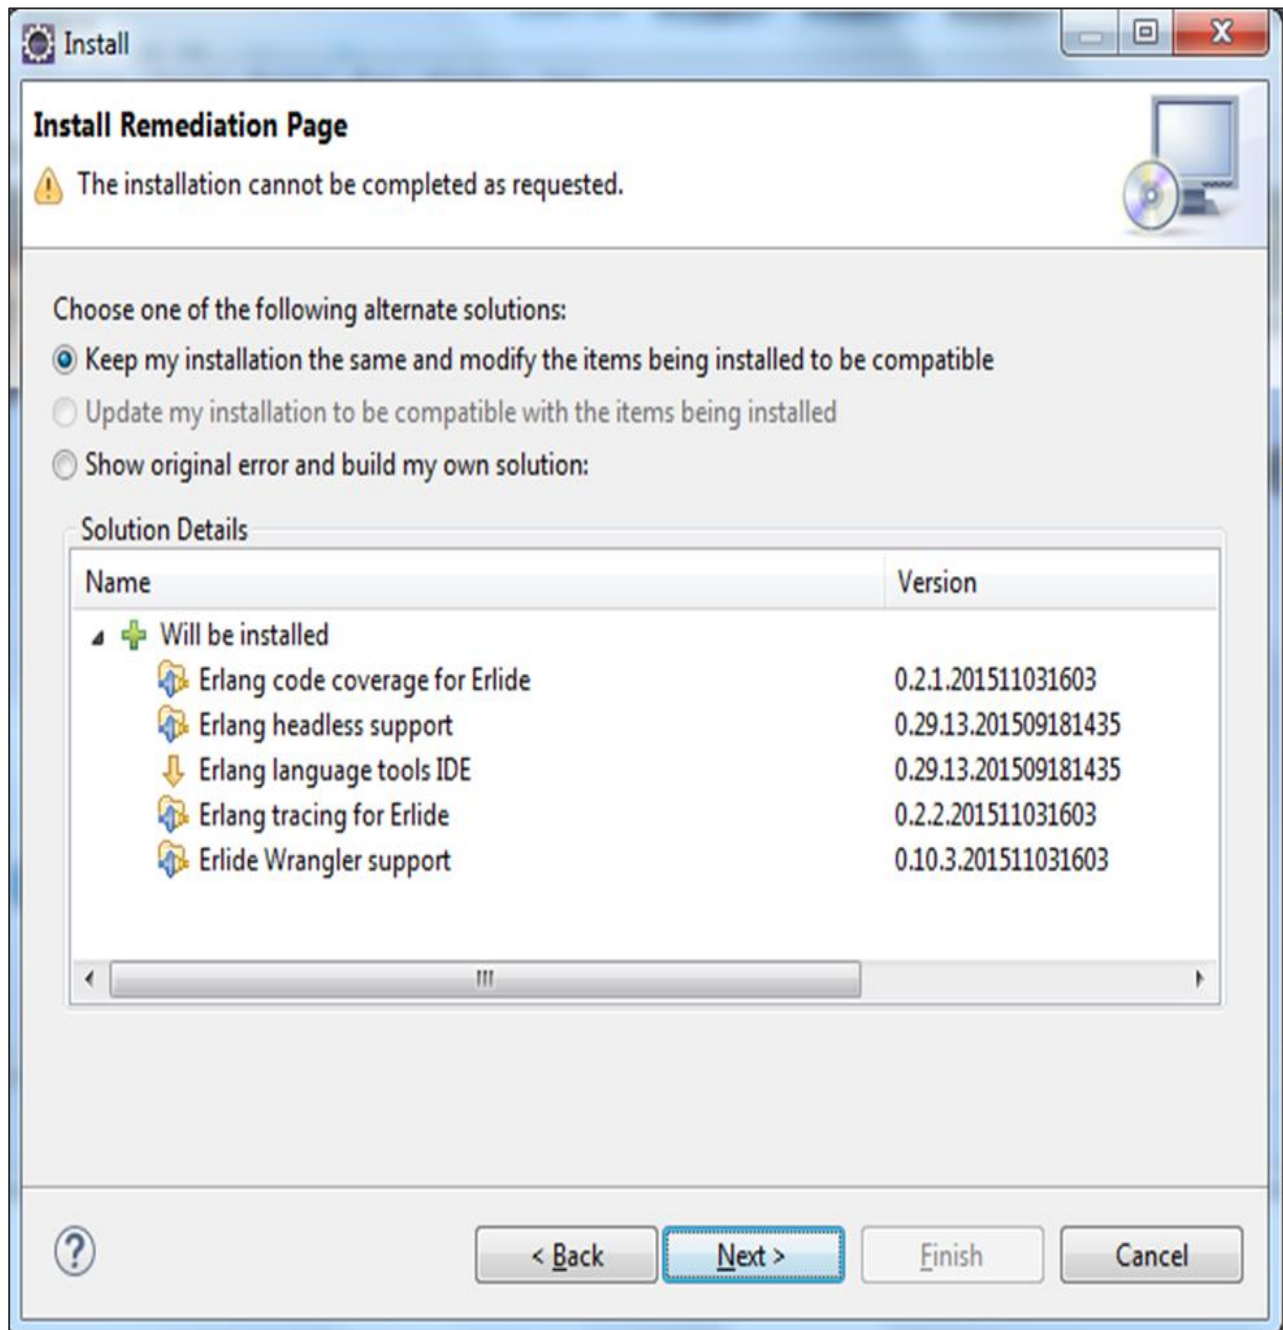 Install
Install Remediation Page
The installation cannot be completed as requested.
Choose one of the following alternate solutions:
Keep my installation the same and modify the items being installed to be compatible
Update my installation to be compatible with the items being installed
Show original error and build my own solution:
Solution Details
Name Version
Will be installed
Erlang code coverage for Erlide 0.2.1.201511031603
Erlang headless support 0.29.13.201509181435
Erlang language tools IDE 0.29.13.201509181435
Erlang tracing for Erlide 0.2.2.201511031603
Erlide Wrangler support 0.10.3.201511031603
< Back Next > Finish Cancel